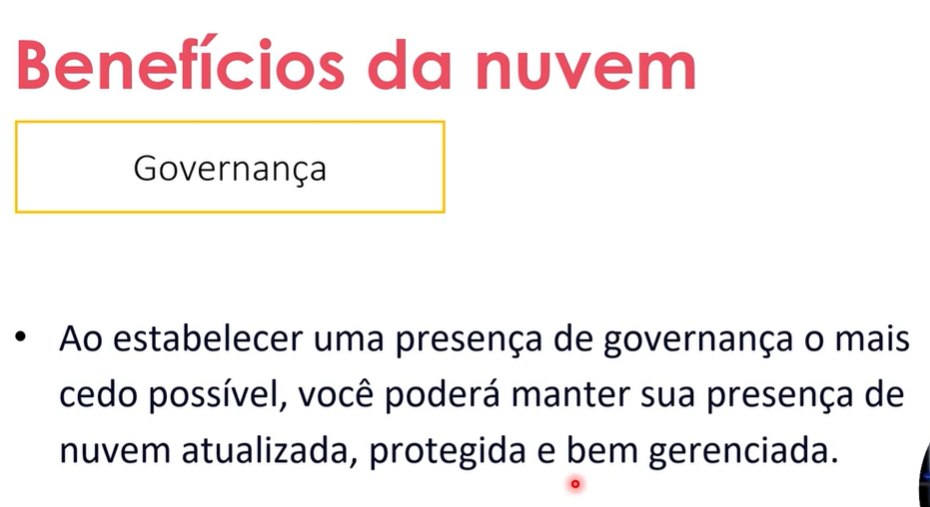 Benefícios da nuvem
Governança
• Ao estabelecer uma presença de governança o mais
cedo possível, você poderá manter sua presença de
nuvem atualizada, protegida e bem gerenciada.